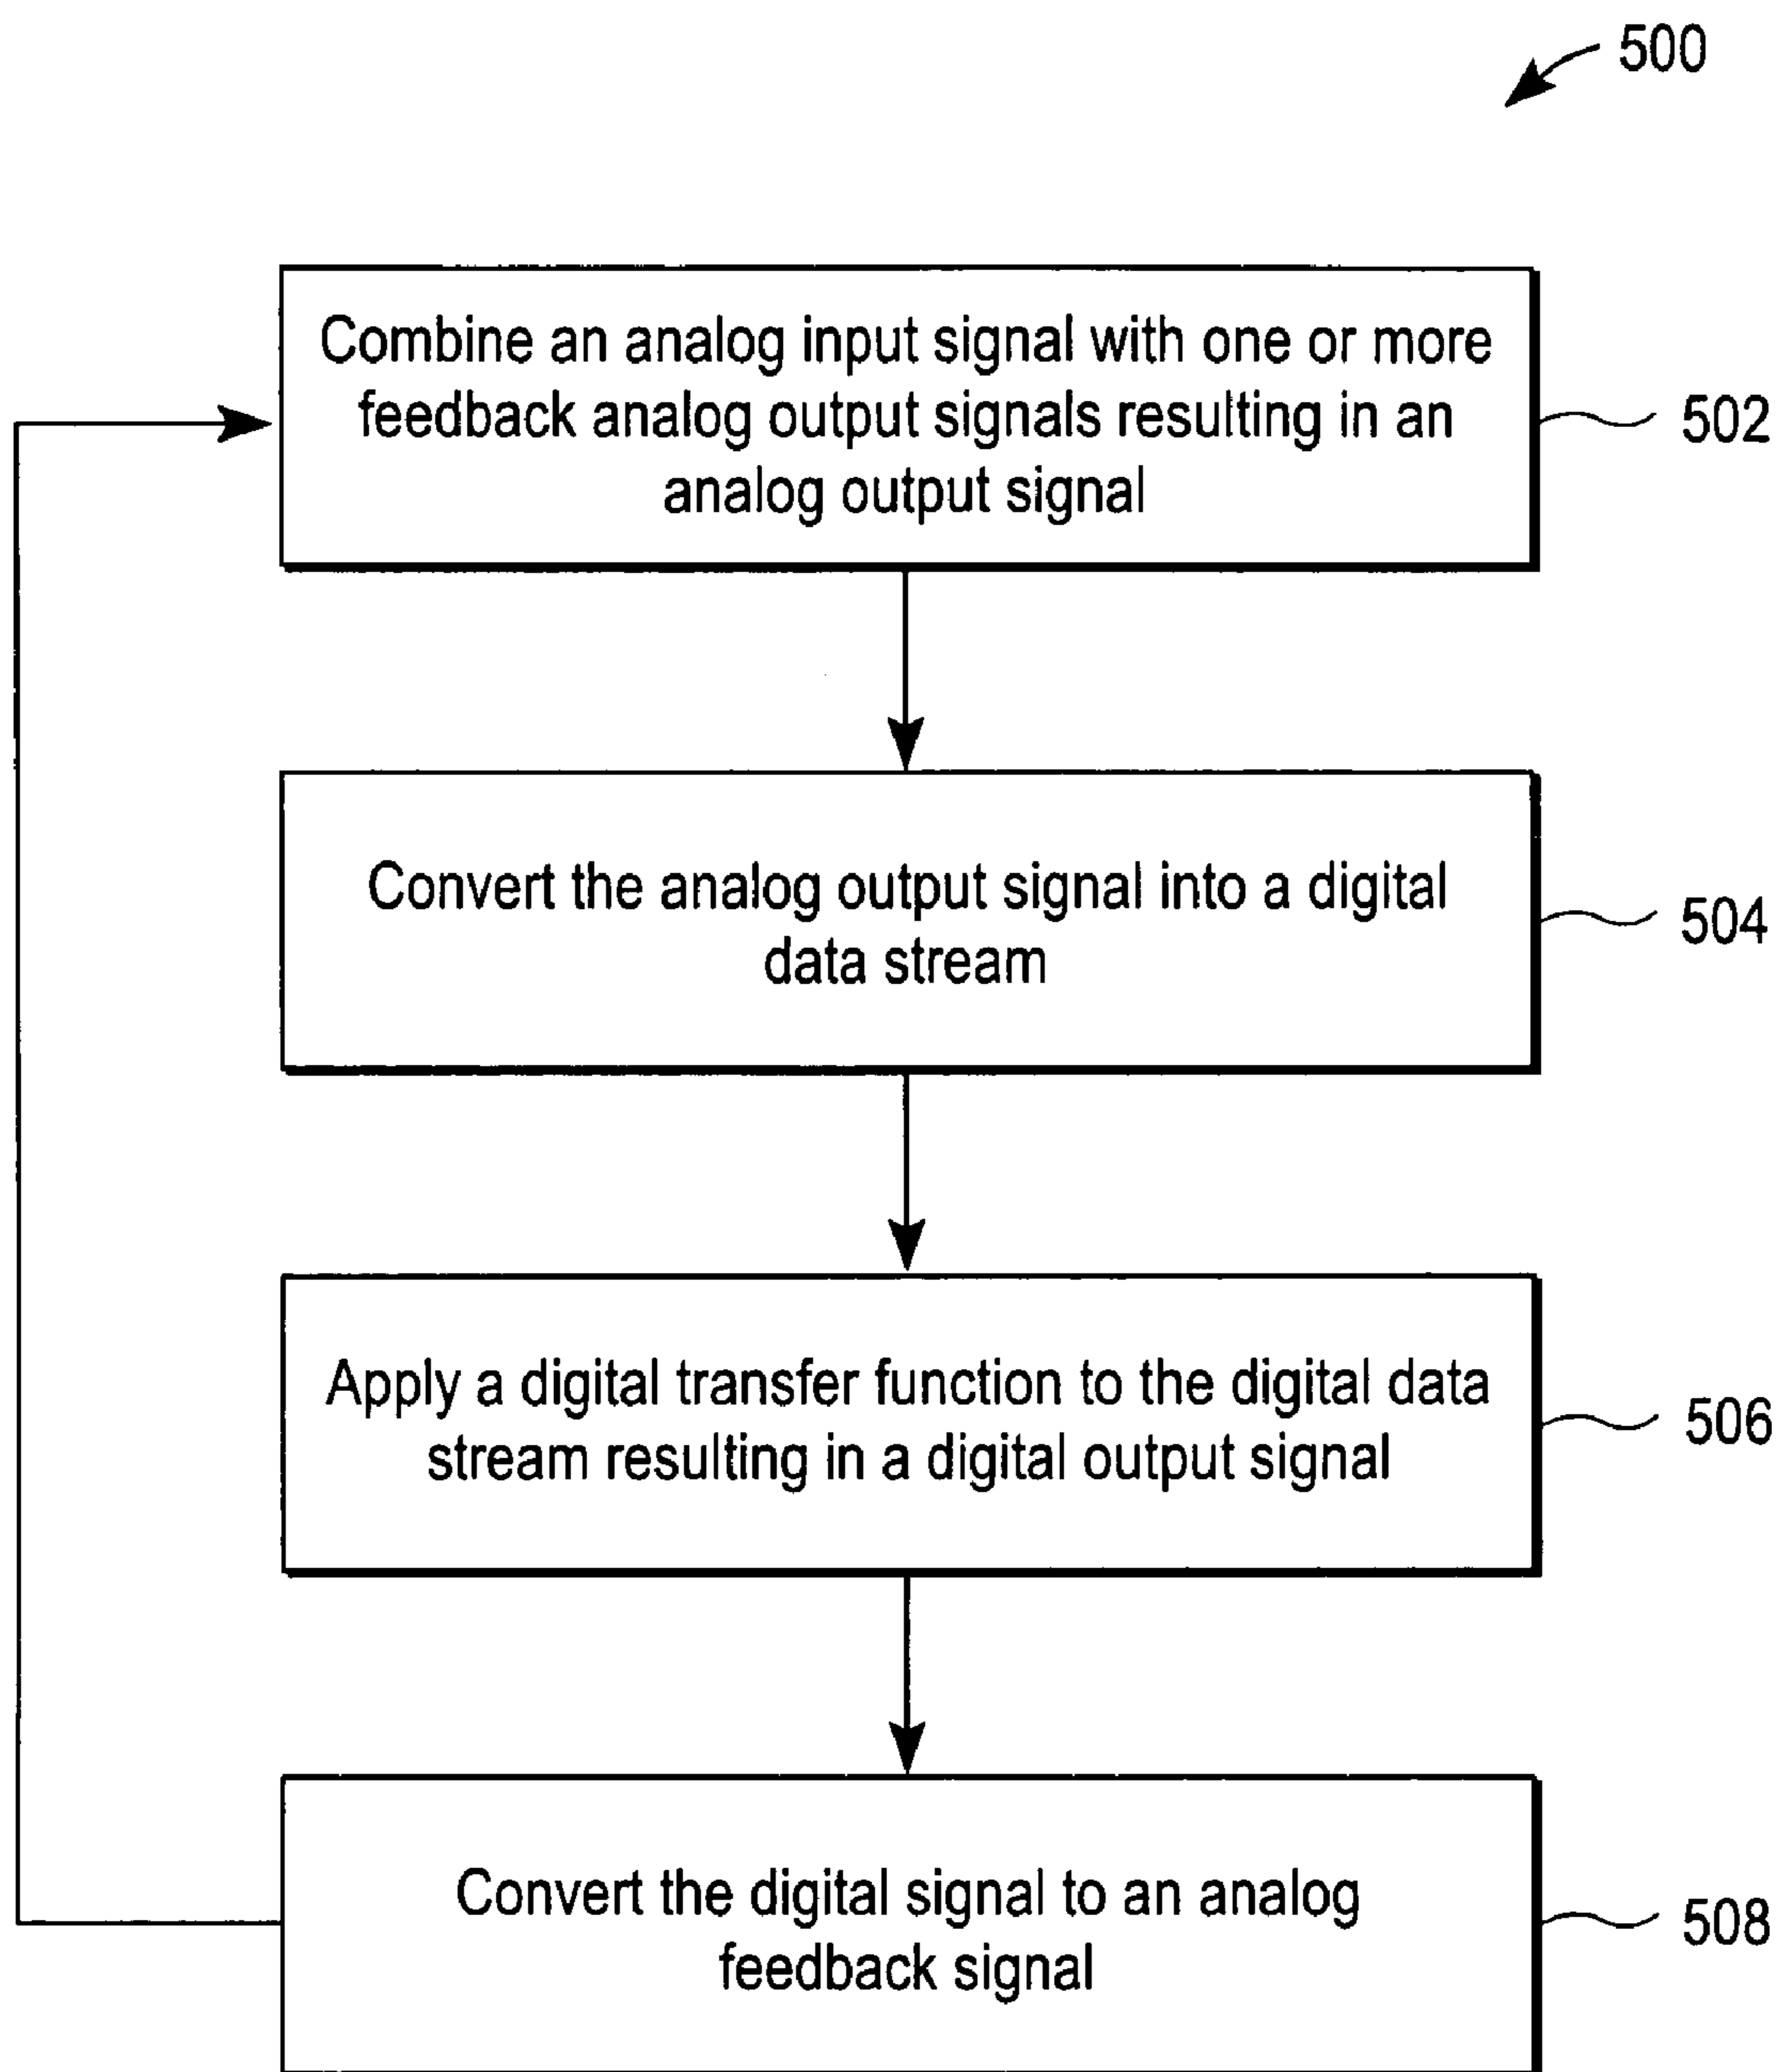 500
Combine an analog input signal with one or more
feedback analog output signals resulting in an
analog output signal
502
Convert the analog output signal into a digital
data stream
504
Apply a digital transfer function to the digital data
stream resulting in a digital output signal
506
Convert the digital signal to an analog
feedback signal
508